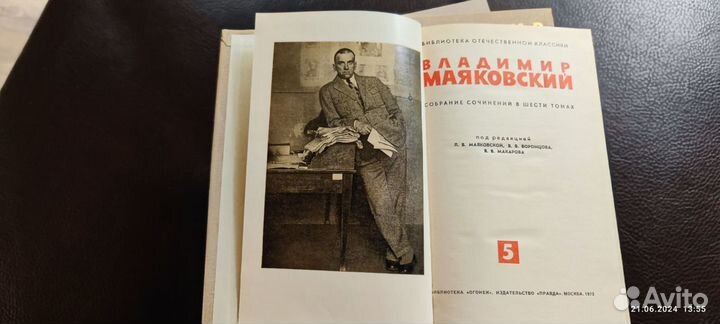 БИБЛИОТЕКА ОТЕЧЕСТВЕННОЙ КЛАССИКИ
ВЛАДИМИР
МАЯКОВСКИЙ
СОБРАНИЕ СОЧИНЕНИЙ В ШЕСТИ ТОМАХ
под редакцией
Л. В. МАЯКОВСКОЙ, В. В. ВОРОНЦОВА,
В. В. МАКАРОВА
5
БИБЛИОТЕКА «ОГОНЕК». ИЗДАТЕЛЬСТВО «ПРАВДА». МОСКВА. 1973
Avito
21.06.2024 13:55